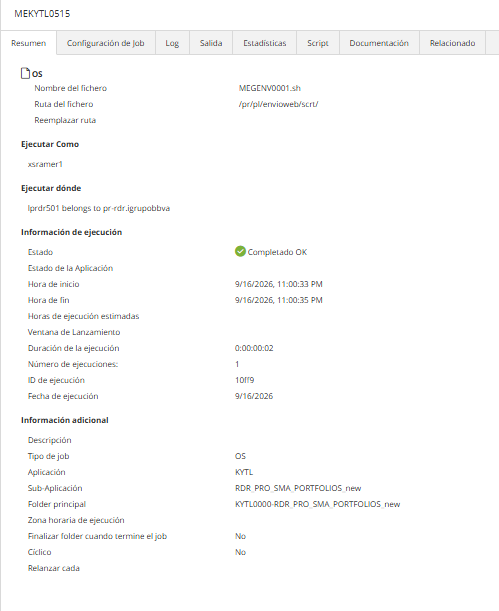 MEKYTL0515
Resumen Configuración de Job Log Salida Estadísticas Script Documentación Relacionado
OS
Nombre del fichero MEGENV0001.sh
Ruta del fichero /pr/pl/envioweb/scrt/
Reemplazar ruta
Ejecutar Como
xsramer1
Ejecutar dónde
lprdr501 belongs to pr-rdr.igrupobbva
Información de ejecución
Estado Completado OK
Estado de la Aplicación
Hora de inicio 9/16/2026, 11:00:33 PM
Hora de fin 9/16/2026, 11:00:35 PM
Horas de ejecución estimadas
Ventana de Lanzamiento
Duración de la ejecución 0:00:00:02
Número de ejecuciones: 1
ID de ejecución 10ff9
Fecha de ejecución 9/16/2026
Información adicional
Descripción
Tipo de job OS
Aplicación KYTL
Sub-Aplicación RDR_PRO_SMA_PORTFOLIOS_new
Folder principal KYTL0000-RDR_PRO_SMA_PORTFOLIOS_new
Zona horaria de ejecución
Finalizar folder cuando termine el job No
Cíclico No
Relanzar cada